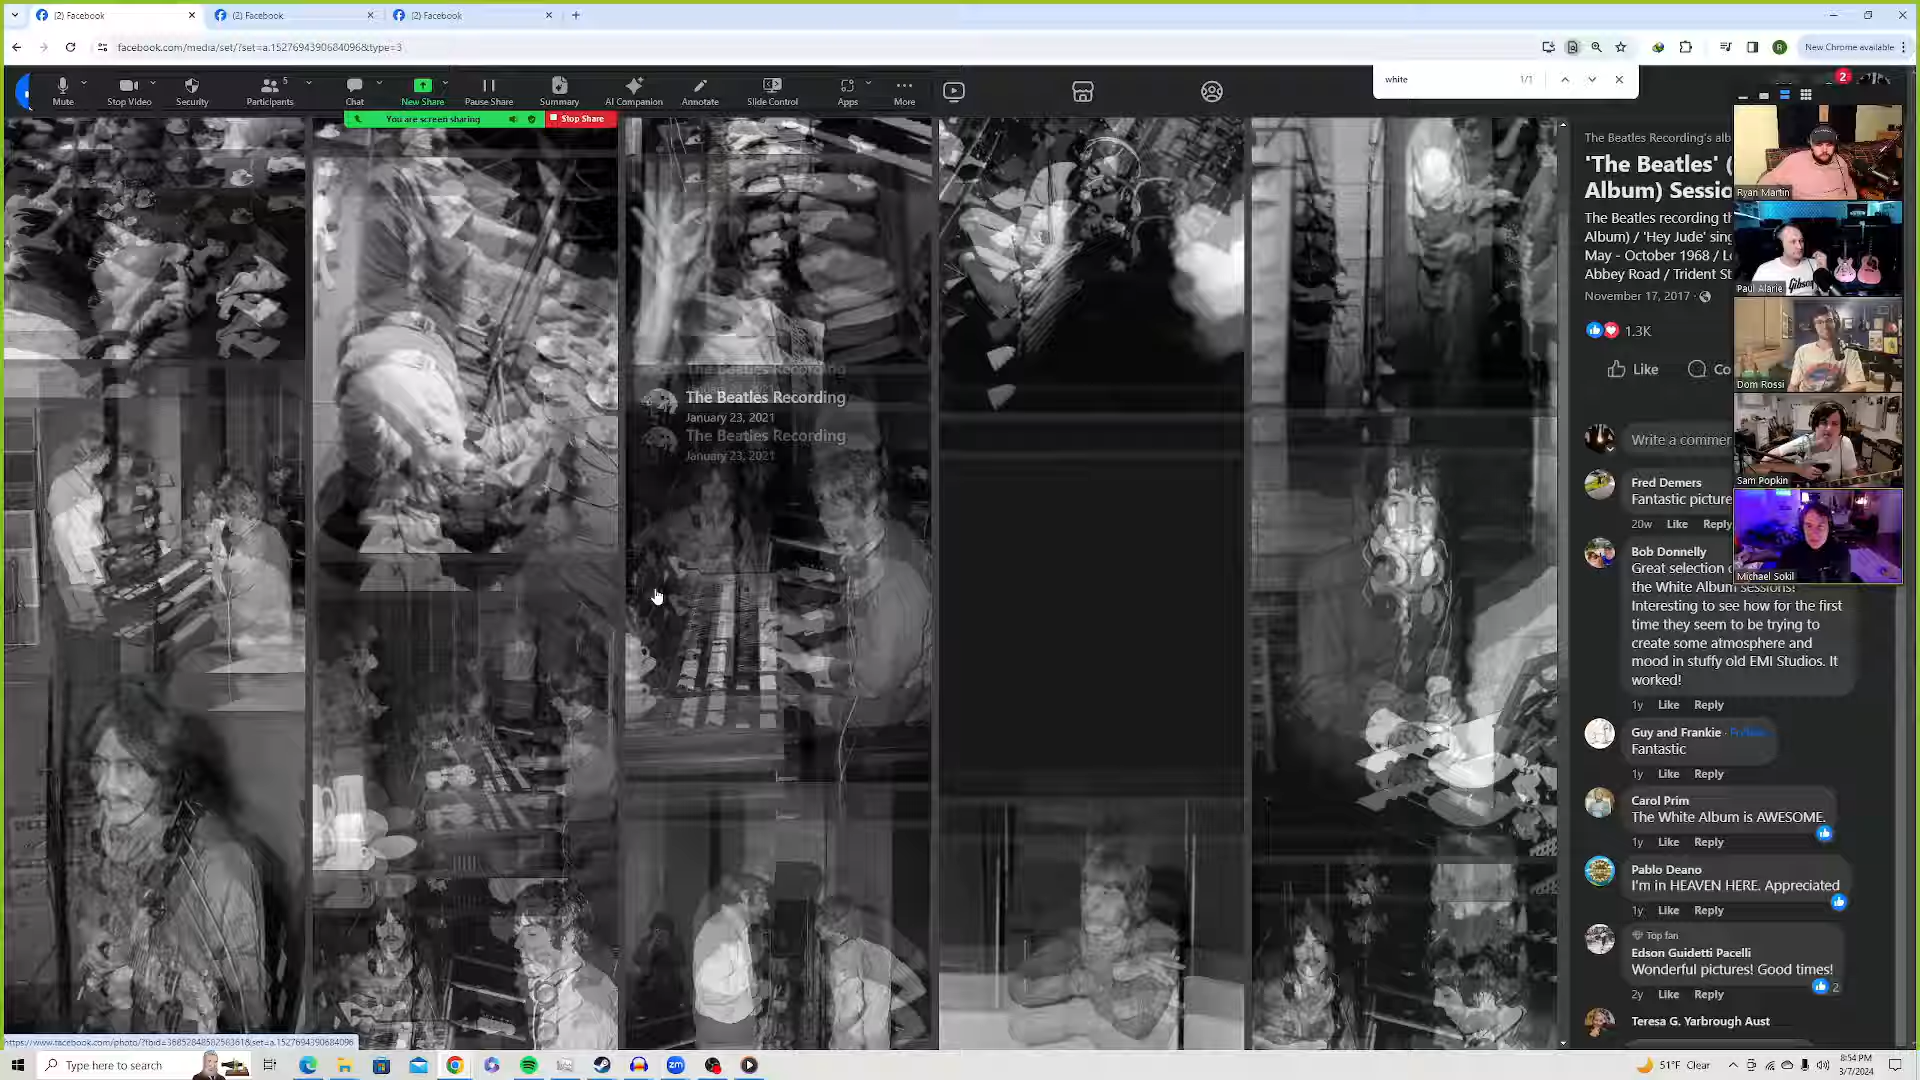 (2) Facebook
(2) Facebook
(2) Facebook
facebook.com/media/set/?set=a.1527694390684096&type=3
New Chrome available
white
1/1
Mute
Stop Video
Security
Participants
5
Chat
New Share
Pause Share
Summary
AI Companion
Annotate
Slide Control
Apps
More
You are screen sharing
Stop Share
2
The Beatles Recording
The Beatles Recording
January 23, 2021
The Beatles Recording
January 23, 2021
The Beatles Recording's alb
'The Beatles' (
Album) Sessio
The Beatles recording th
Album) / 'Hey Jude' sing
May - October 1968 / L
Abbey Road / Trident St
November 17, 2017
1.3K
Like
Co
Write a commen
Fred Demers
Fantastic picture
20w Like Reply
Bob Donnelly
Great selection
the White Album sessions!
Interesting to see how for the first
time they seem to be trying to
create some atmosphere and
mood in stuffy old EMI Studios. It
worked!
1y Like Reply
Guy and Frankie · Follow
Fantastic
1y Like Reply
Carol Prim
The White Album is AWESOME.
1y Like Reply
Pablo Deano
I'm in HEAVEN HERE. Appreciated
1y Like Reply
Top fan
Edson Guidetti Pacelli
Wonderful pictures! Good times!
2
2y Like Reply
Teresa G. Yarbrough Aust
Ryan Martin
Paul Alarie
Gibson
Dom Rossi
Sam Popkin
Michael Sokil
Type here to search
51°F Clear
8:54 PM
3/7/2024